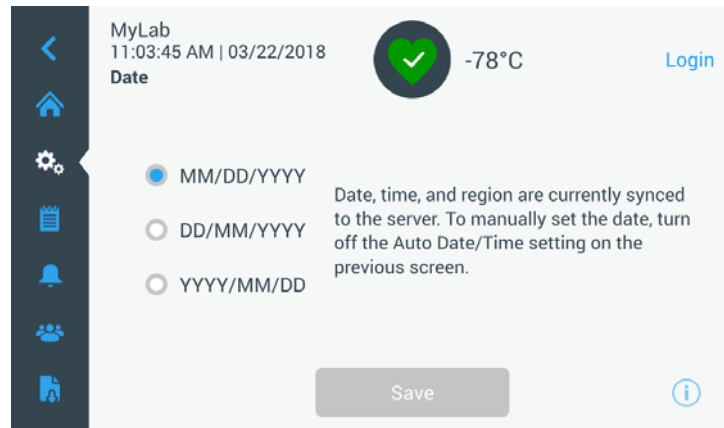 MyLab
11:03:45 AM | 03/22/2018
Date
-78°C
Login
MM/DD/YYYY
DD/MM/YYYY
YYYY/MM/DD
Date, time, and region are currently synced
to the server. To manually set the date, turn
off the Auto Date/Time setting on the
previous screen.
Save